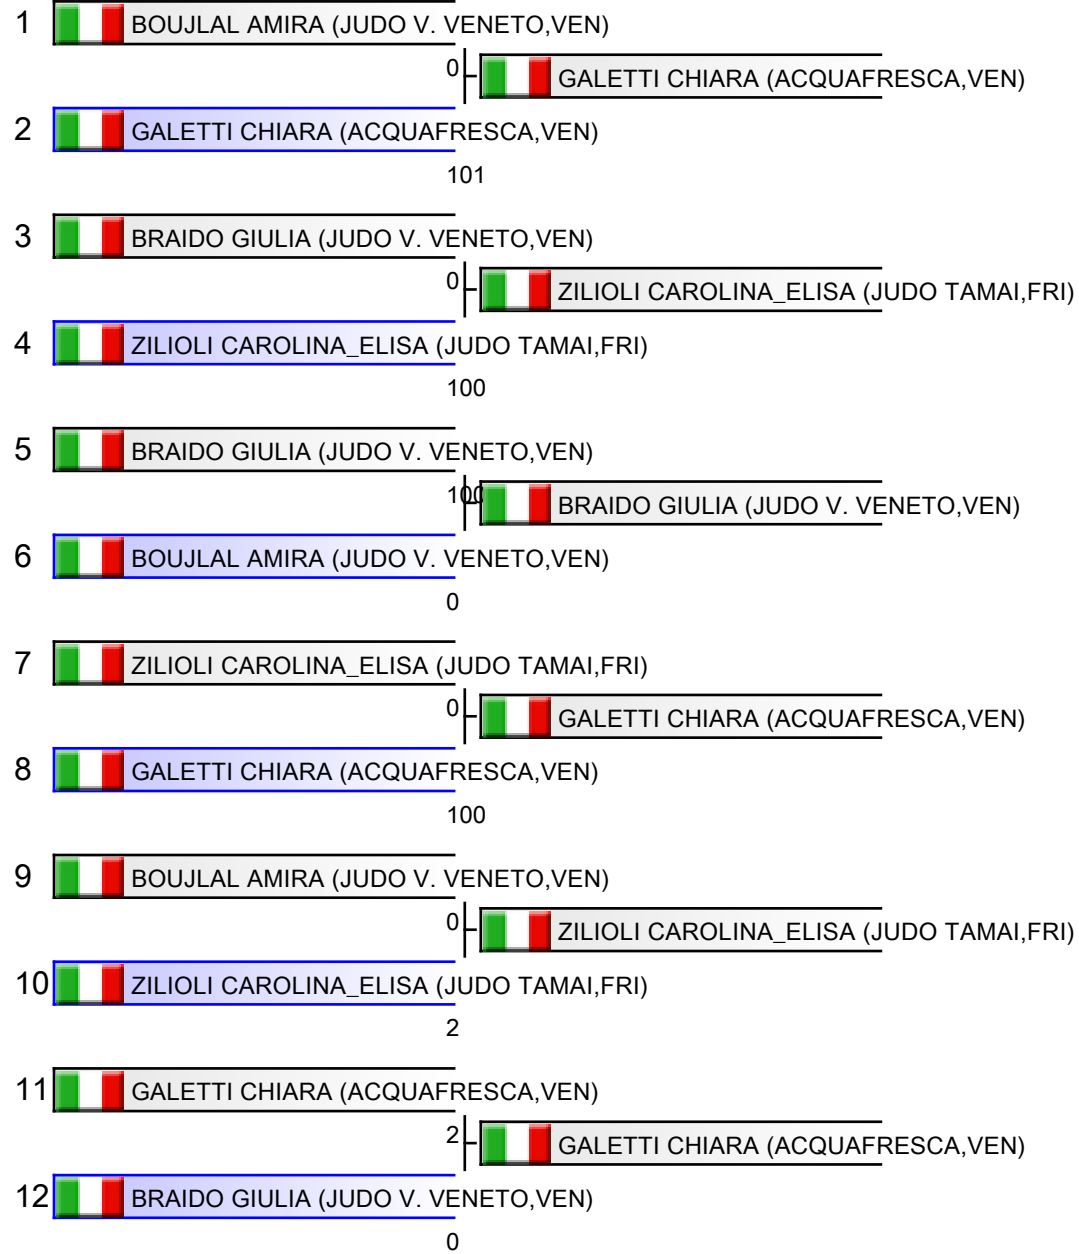 1 BOUJLAL AMIRA (JUDO V. VENETO,VEN)
0 GALETTI CHIARA (ACQUAFRESCA,VEN)
2 GALETTI CHIARA (ACQUAFRESCA,VEN)
101
3 BRAIDO GIULIA (JUDO V. VENETO,VEN)
0 ZILIOLI CAROLINA_ELISA (JUDO TAMAI,FRI)
4 ZILIOLI CAROLINA_ELISA (JUDO TAMAI,FRI)
100
5 BRAIDO GIULIA (JUDO V. VENETO,VEN)
100 BRAIDO GIULIA (JUDO V. VENETO,VEN)
6 BOUJLAL AMIRA (JUDO V. VENETO,VEN)
0
7 ZILIOLI CAROLINA_ELISA (JUDO TAMAI,FRI)
0 GALETTI CHIARA (ACQUAFRESCA,VEN)
8 GALETTI CHIARA (ACQUAFRESCA,VEN)
100
9 BOUJLAL AMIRA (JUDO V. VENETO,VEN)
0 ZILIOLI CAROLINA_ELISA (JUDO TAMAI,FRI)
10 ZILIOLI CAROLINA_ELISA (JUDO TAMAI,FRI)
2
11 GALETTI CHIARA (ACQUAFRESCA,VEN)
2 GALETTI CHIARA (ACQUAFRESCA,VEN)
12 BRAIDO GIULIA (JUDO V. VENETO,VEN)
0